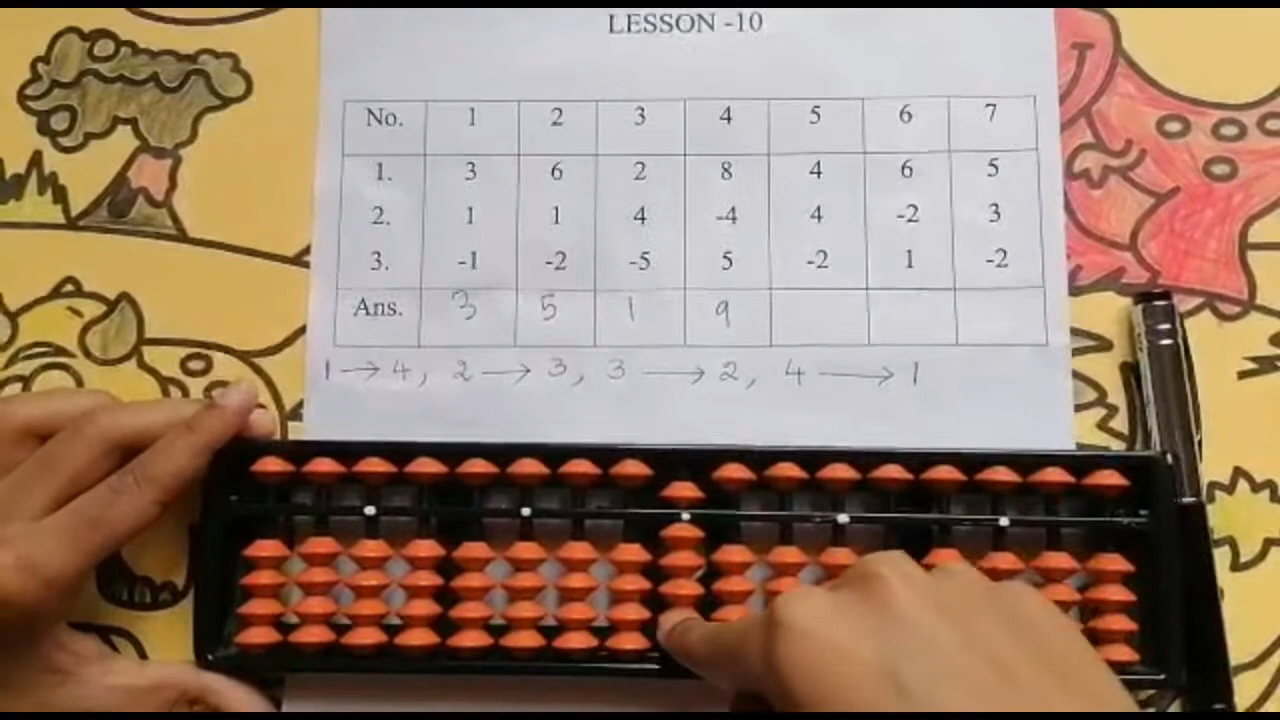 LESSON -10
No. 1 2 3 4 5 6 7
1. 3 6 2 8 4 6 5
2. 1 1 4 -4 4 -2 3
3. -1 -2 -5 5 -2 1 -2
Ans. 3 5 1 9
1 → 4, 2 → 3, 3 → 2, 4 → 1